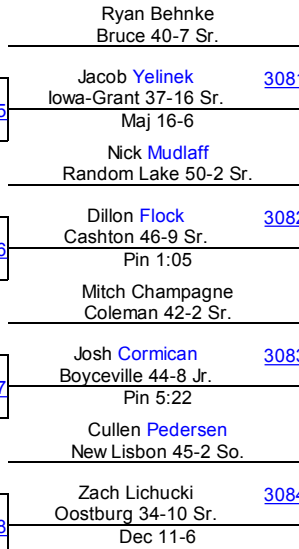 Ryan Behnke
Bruce 40-7 Sr.
Jacob Yelinek
Iowa-Grant 37-16 Sr.
Maj 16-6
Nick Mudlaff
Random Lake 50-2 Sr.
Dillon Flock 3082
Cashton 46-9 Sr.
Pin 1:05
Mitch Champagne
Coleman 42-2 Sr.
Josh Cormican 3083
Boyceville 44-8 Jr.
Pin 5:22
Cullen Pedersen
New Lisbon 45-2 So.
Zach Lichucki 3084
Oostburg 34-10 Sr.
Dec 11-6